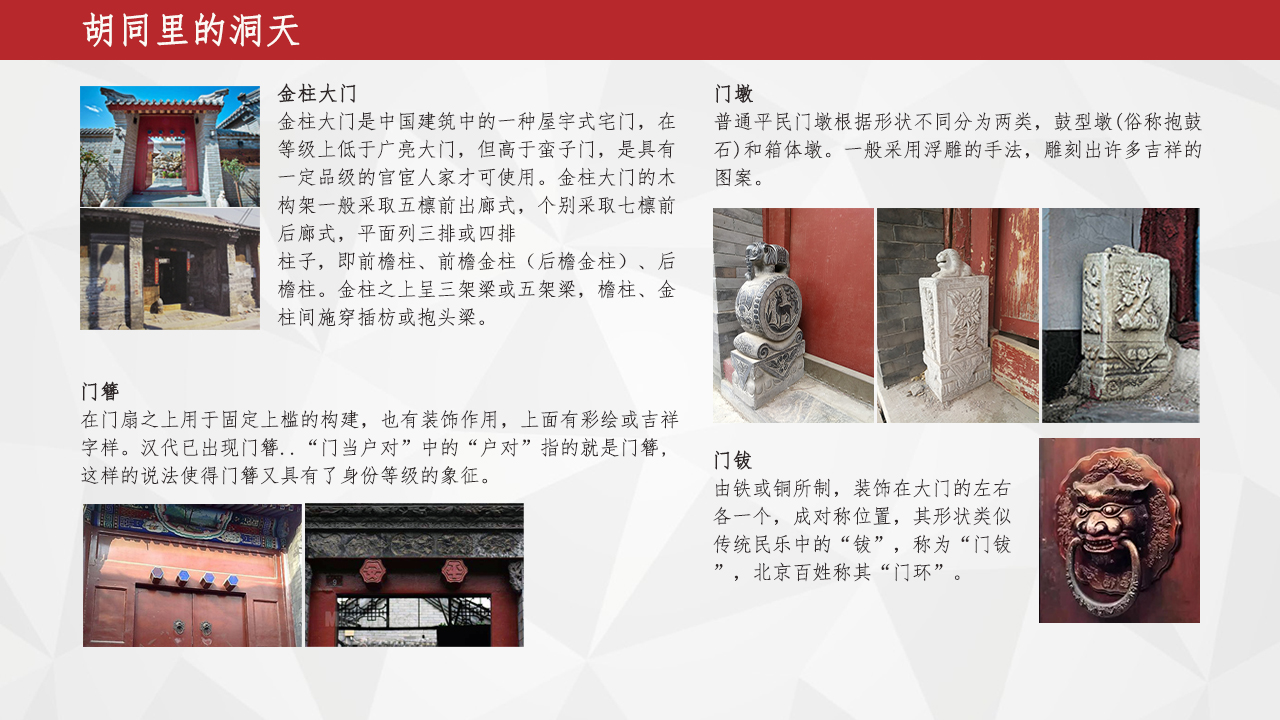 胡同里的洞天
金柱大门
金柱大门是中国建筑中的一种屋宇式宅门，在
等级上低于广亮大门，但高于蛮子门，是具有
一定品级的官宦人家才可使用。金柱大门的木
构架一般采取五檩前出廊式，个别采取七檩前
后廊式，平面列三排或四排
柱子，即前檐柱、前檐金柱（后檐金柱）、后
檐柱。金柱之上呈三架梁或五架梁，檐柱、金
柱间施穿插枋或抱头梁。
门簪
在门扇之上用于固定上槛的构建，也有装饰作用，上面有彩绘或吉祥
字样。汉代已出现门簪..“门当户对”中的“户对”指的就是门簪，
这样的说法使得门簪又具有了身份等级的象征。
门墩
普通平民门墩根据形状不同分为两类，鼓型墩(俗称抱鼓
石)和箱体墩。一般采用浮雕的手法，雕刻出许多吉祥的
图案。
门钹
由铁或铜所制，装饰在大门的左右
各一个，成对称位置，其形状类似
传统民乐中的“钹”，称为“门钹
”，北京百姓称其“门环”。